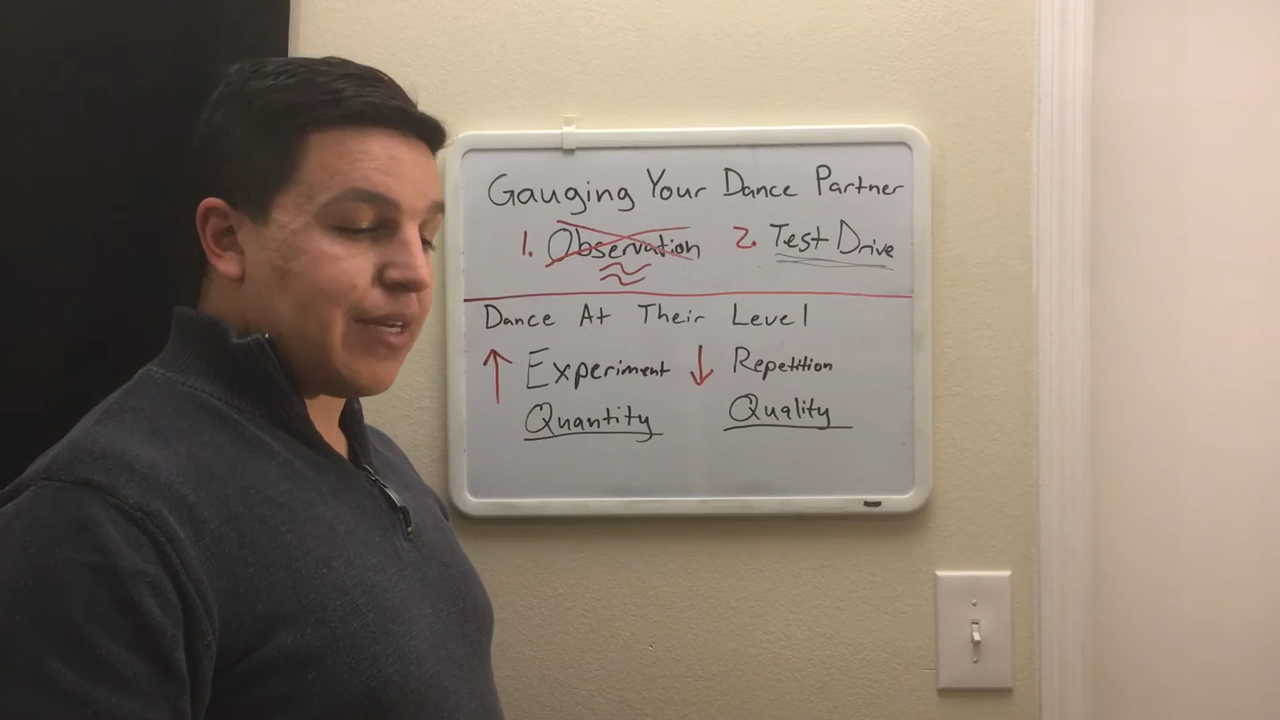 Gauging Your Dance Partner
1. Observation 2. Test Drive
Dance At Their Level
↑ Experiment ↓ Repetition
Quantity Quality